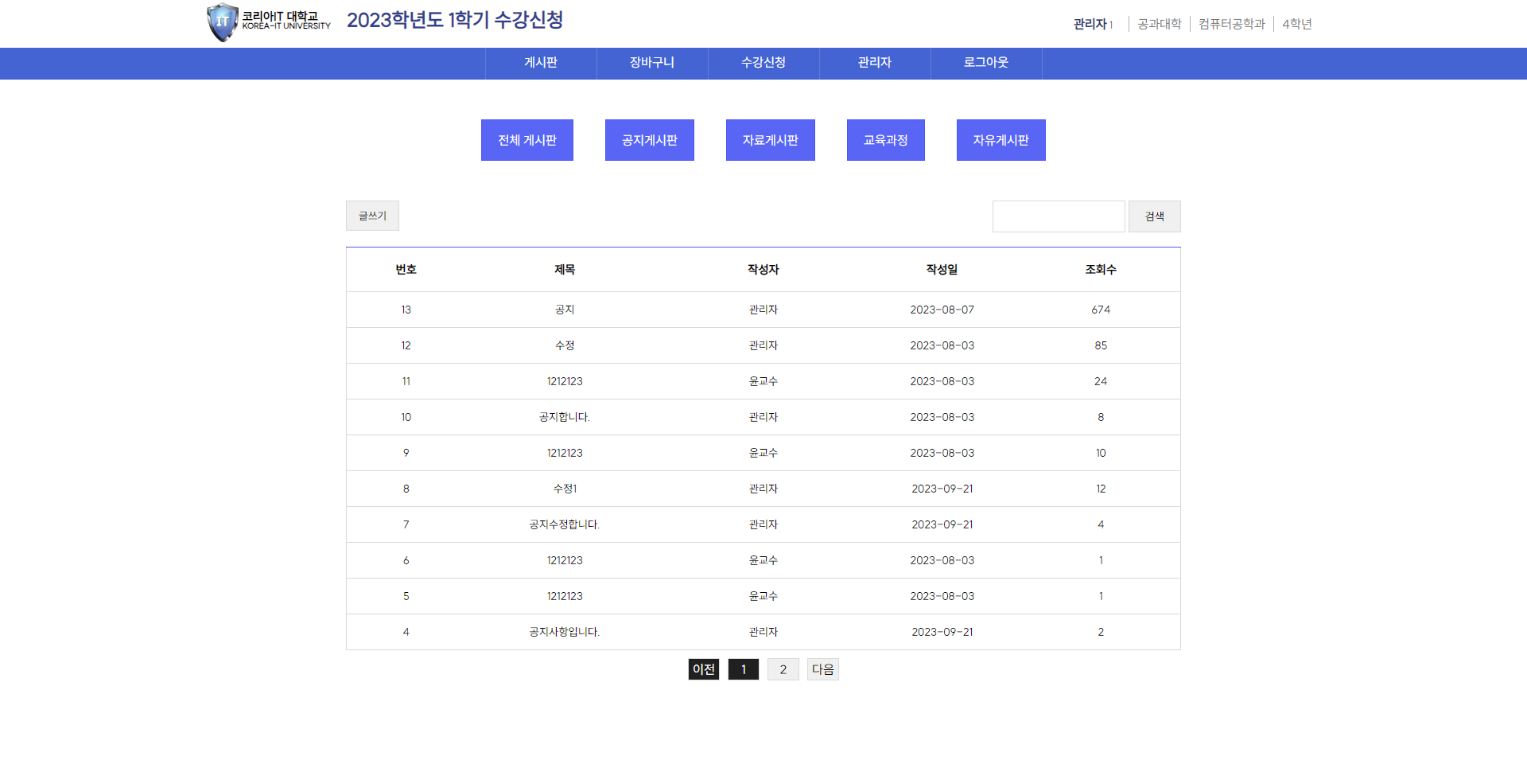 IT 코리아IT 대학교
KOREA-IT UNIVERSITY
2023학년도 1학기 수강신청
관리자 1 공과대학 컴퓨터공학과 4학년
게시판 장바구니 수강신청 관리자 로그아웃
전체 게시판 공지게시판 자료게시판 교육과정 자유게시판
글쓰기 검색
번호 제목 작성자 작성일 조회수
13 공지 관리자 2023-08-07 674
12 수정 관리자 2023-08-03 85
11 1212123 윤교수 2023-08-03 24
10 공지합니다. 관리자 2023-08-03 8
9 1212123 윤교수 2023-08-03 10
8 수정1 관리자 2023-09-21 12
7 공지수정합니다. 관리자 2023-09-21 4
6 1212123 윤교수 2023-08-03 1
5 1212123 윤교수 2023-08-03 1
4 공지사항입니다. 관리자 2023-09-21 2
이전 1 2 다음